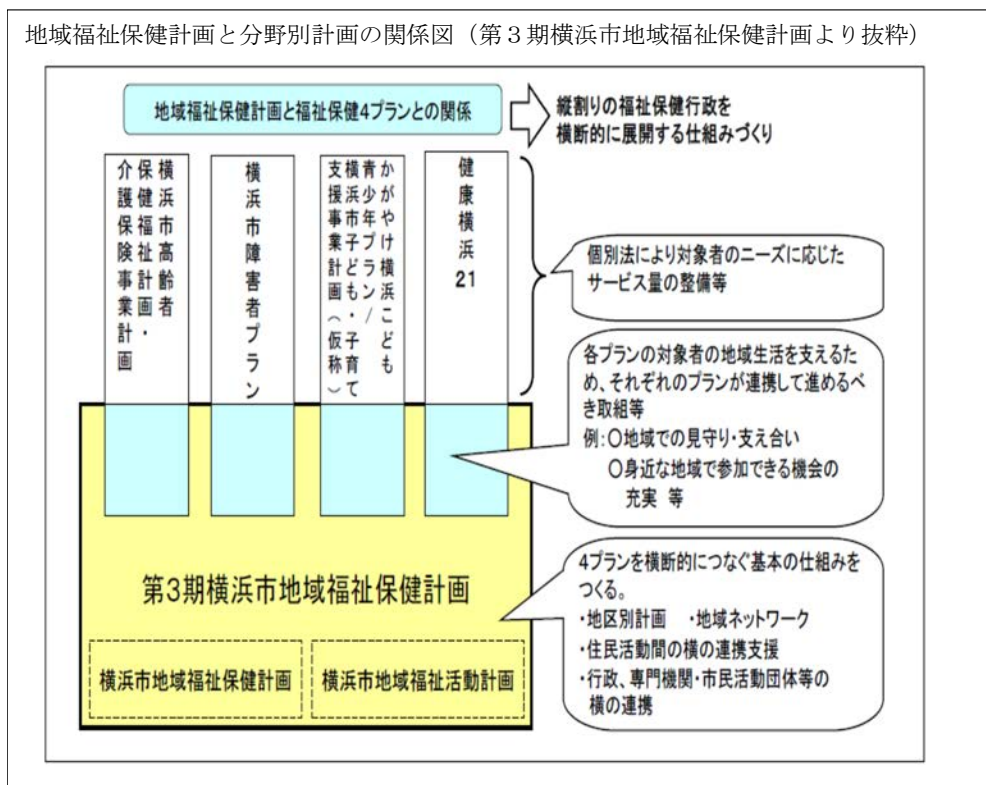 地域福祉保健計画と分野別計画の関係図（第３期横浜市地域福祉保健計画より抜粋）
地域福祉保健計画と福祉保健4プランとの関係
縦割りの福祉保健行政を
横断的に展開する仕組みづくり
横浜市高齢者
保健福祉計画・
介護保険事業計画
横浜市障害者プラン
かがやけ横浜こども
青少年プラン/
横浜市子ども・子育て
支援事業計画（仮称）
健康横浜21
個別法により対象者のニーズに応じた
サービス量の整備等
各プランの対象者の地域生活を支えるた
め、それぞれのプランが連携して進めるべ
き取組等
例：〇地域での見守り・支え合い
〇身近な地域で参加できる機会の
充実 等
第3期横浜市地域福祉保健計画
4プランを横断的につなぐ基本の仕組みを
つくる。
・地区別計画 ・地域ネットワーク
・住民活動間の横の連携支援
・行政、専門機関・市民活動団体等の
横の連携
横浜市地域福祉保健計画
横浜市地域福祉活動計画